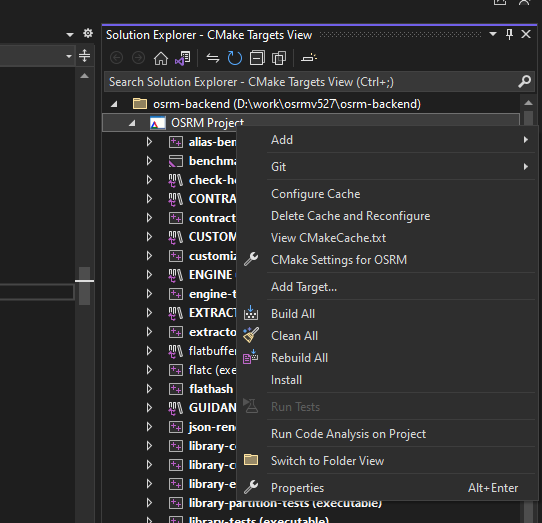 Solution Explorer - CMake Targets View
Search Solution Explorer - CMake Targets View (Ctrl+;)
osrm-backend (D:\work\osrmv527\osrm-backend)
OSRM Project
alias-ben
benchma
check-he
CONTRA
contract
CUSTOM
customiz
ENGINE
engine-t
EXTRACT
extracto
flatbuffer
flatc (exe
flathash
GUIDAN
json-ren
library-co
library-c
library-e
library-partition-tests (executable)
library-tests (executable)
Add
Git
Configure Cache
Delete Cache and Reconfigure
View CMakeCache.txt
CMake Settings for OSRM
Add Target...
Build All
Clean All
Rebuild All
Install
Run Tests
Run Code Analysis on Project
Switch to Folder View
Properties Alt+Enter